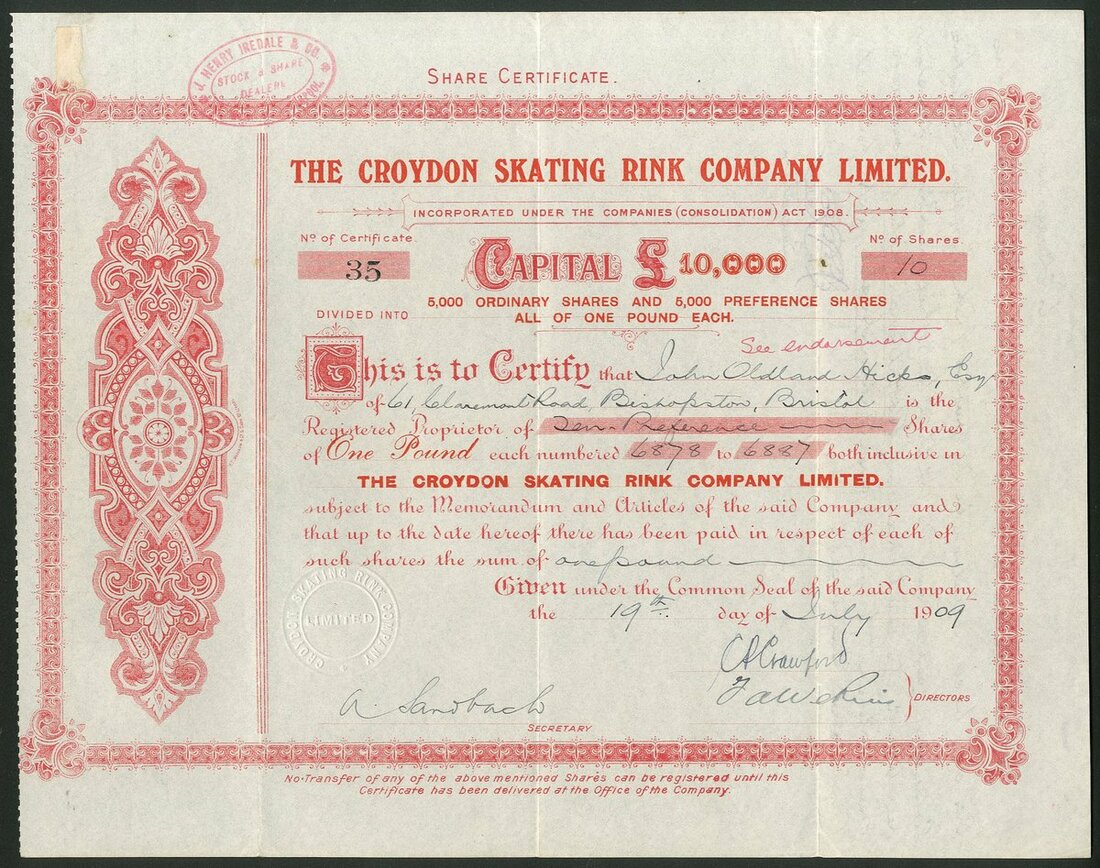 J. HENRY IREDALE & CO.
STOCK & SHARE
DEALERS
SHARE CERTIFICATE.
THE CROYDON SKATING RINK COMPANY LIMITED.
INCORPORATED UNDER THE COMPANIES (CONSOLIDATION) ACT 1908.
No of Certificate.
35
CAPITAL £10,000
No of Shares.
10
DIVIDED INTO
5,000 ORDINARY SHARES AND 5,000 PREFERENCE SHARES
ALL OF ONE POUND EACH.
See endorsement
This is to Certify that John Oldland Hicks, Esq
of 61, Claremont Road, Bishopston, Bristol is the
Registered Proprietor of Ten Preference Shares
of One Pound each numbered 6878 to 6887 both inclusive in
THE CROYDON SKATING RINK COMPANY LIMITED.
subject to the Memorandum and Articles of the said Company and
that up to the date hereof there has been paid in respect of each of
such shares the sum of one pound
Given under the Common Seal of the said Company
the 19th day of July 1909
CROYDON SKATING RINK COMPANY
LIMITED
C A Crawford
DIRECTORS
A. Sandbach
SECRETARY
No Transfer of any of the above mentioned Shares can be registered until this
Certificate has been delivered at the Office of the Company.